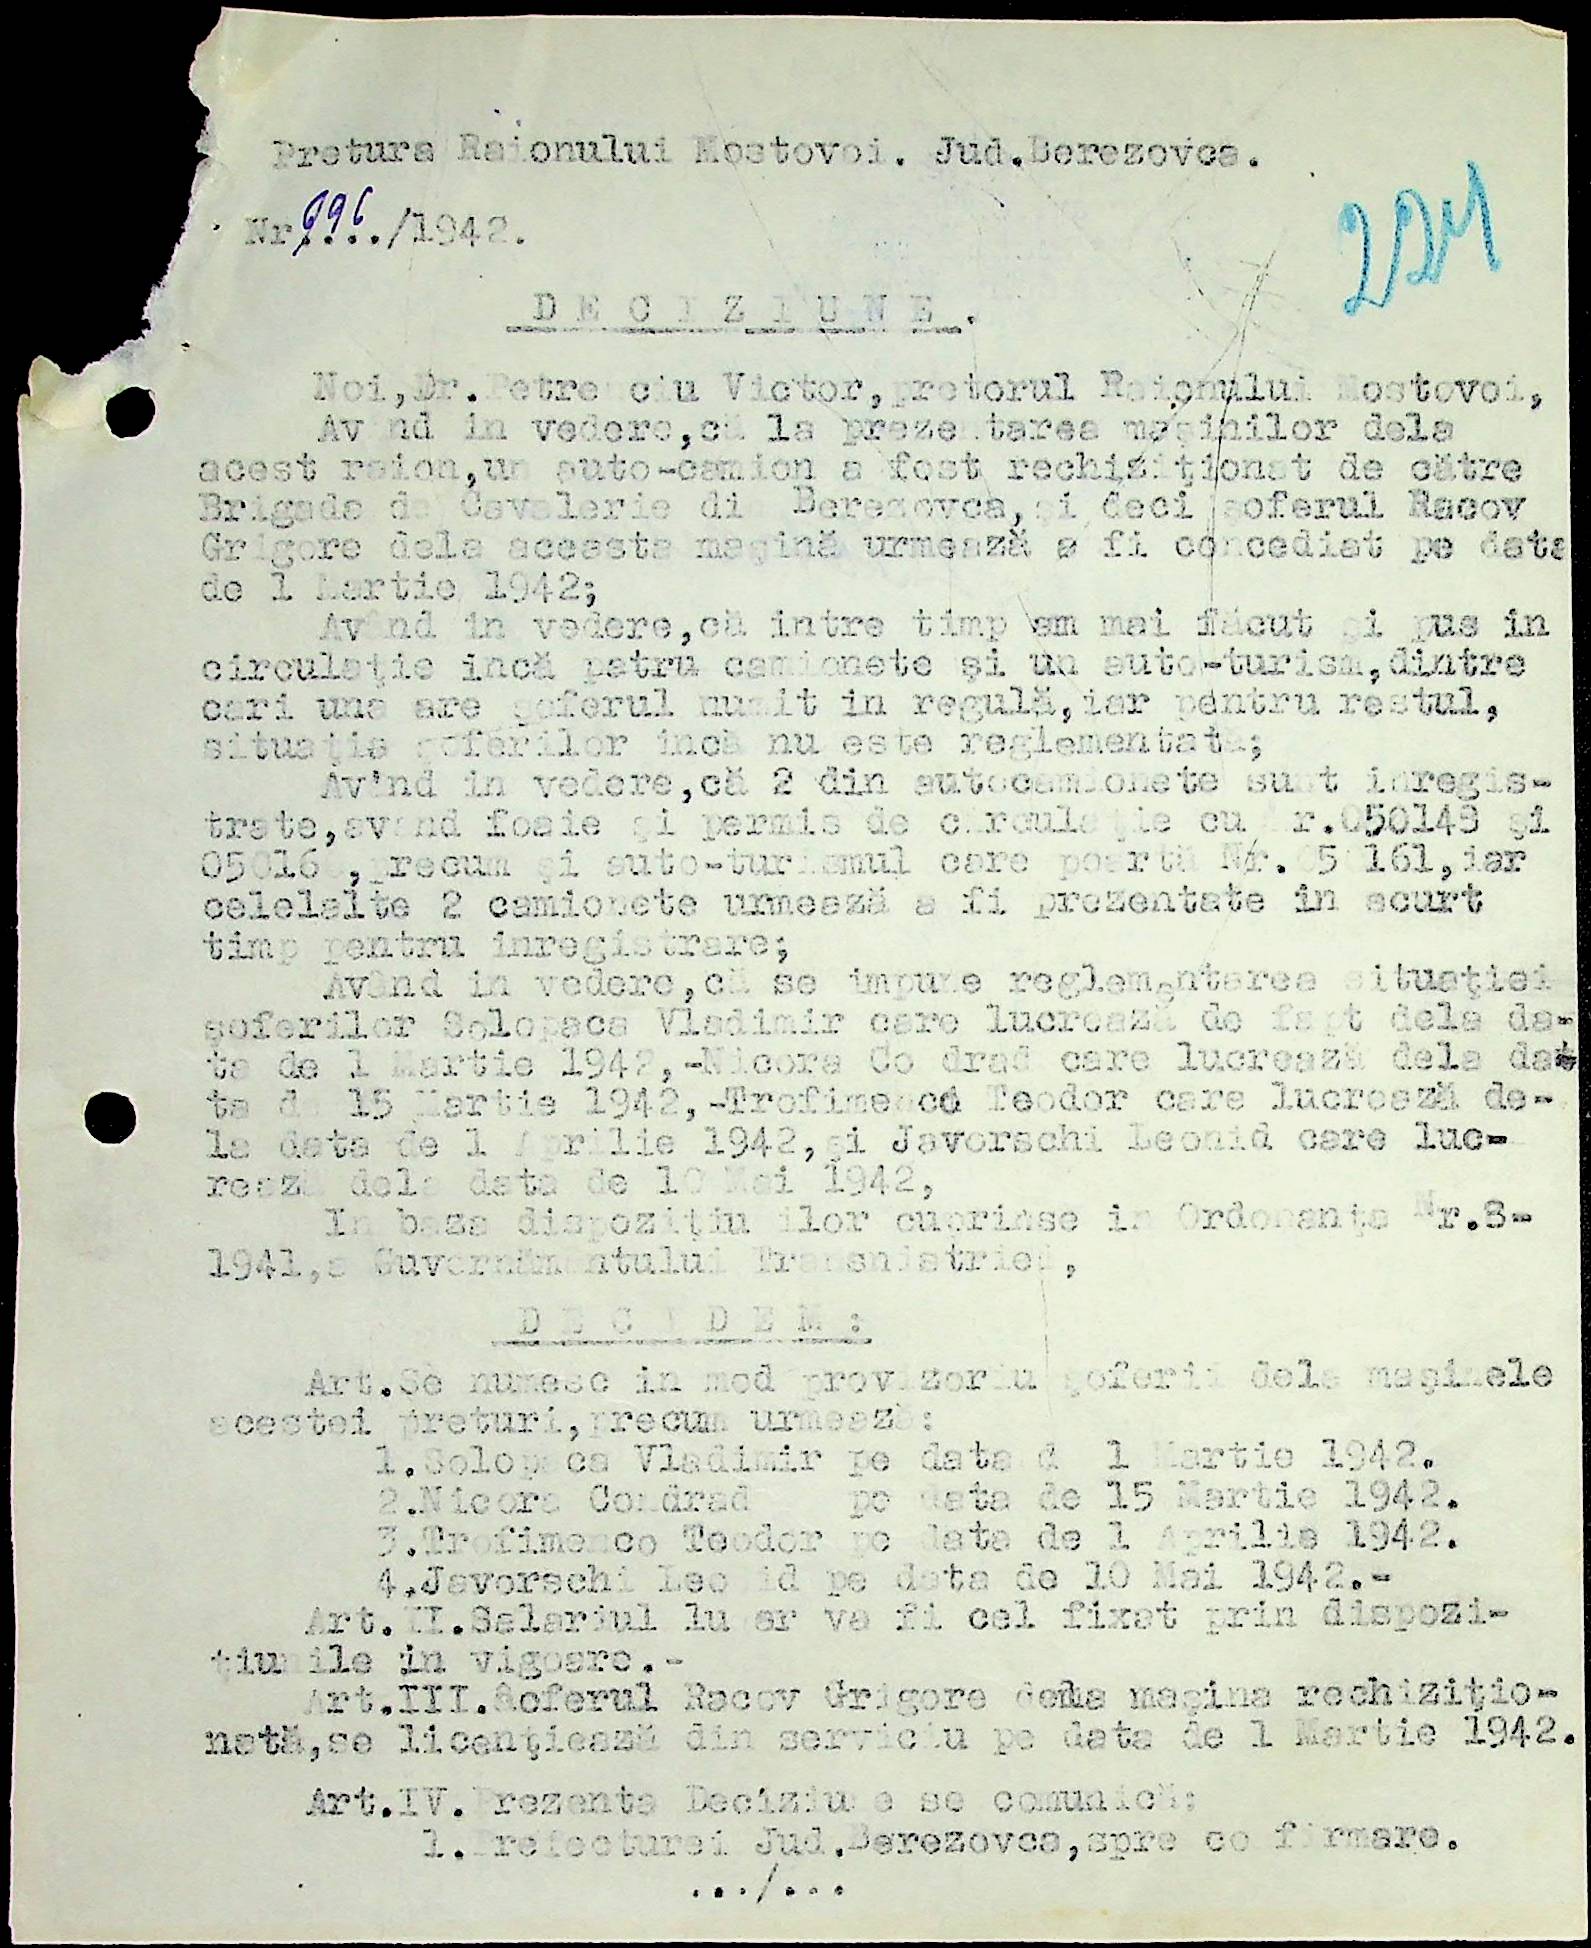 Pretura Raionului Mostovoi. Jud.Berezovca.
Nr.996/1942.
221
D E C I Z I U N E .
Noi,Dr.Petrenciu Victor,pretorul Raionului Mostovoi,
Având in vedere,că la prezentarea maşinilor dela
acest raion,un auto-camion a fost rechiziţionat de către
Brigada de Cavalerie din Berezovca,şi deci şoferul Racov
Grigore dela aceasta maşină urmează a fi concediat pe data
de 1 Martie 1942;
Având in vedere,că intre timp am mai făcut şi pus in
circulaţie incă patru camionete şi un auto-turism,dintre
cari una are şoferul numit in regulă,iar pentru restul,
situaţia şoferilor incă nu este reglementată;
Având in vedere,că 2 din autocamionete sunt inregis-
trate,avand foaie şi permis de circulaţie cu nr.050149 şi
precum şi auto-turismul care poartă Nr.05 161,iar
celelalte 2 camionete urmează a fi prezentate in scurt
timp pentru inregistrare;
Având in vedere,că se impune reglementarea situaţiei
şoferilor Solopaca Vladimir care lucrează de fapt dela da-
ta de 1 Martie 1942,-Nicora Condrad care lucrează dela dat
ta de 15 Martie 1942,-Trofimenco Teodor care lucrează de-
la data de 1 Aprilie 1942,şi Javorschi Leonid care luc-
rează dela data de 10 Mai 1942,
In baza dispoziţiunilor cuprinse in Ordonanţa Nr.8-
1941,a Guvernământului Transnistriei,
D E C I D E M :
Art.Se numesc in mod provizoriu şoferii dela maşinele
acestei preturi,precum urmează:
1.Solopaca Vladimir pe data de 1 Martie 1942.
2.Nicora Condrad pe data de 15 Martie 1942.
3.Trofimenco Teodor pe data de 1 Aprilie 1942.
4.Javorschi Leonid pe data de 10 Mai 1942.-
Art.II.Salariul lunar va fi cel fixat prin dispozi-
ţiunile in vigoare.-
Art.III.Şoferul Racov Grigore dela maşina rechiziţio-
nată,se licenţiează din serviciu pe data de 1 Martie 1942.
Art.IV.Prezenta Deciziune se comunică:
1.Prefecturei Jud.Berezovca,spre confirmare.
.../...